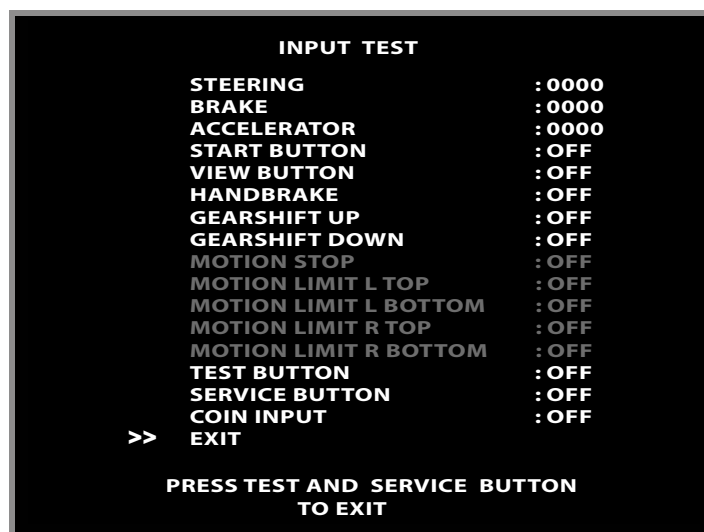 INPUT TEST
STEERING : 0000
BRAKE : 0000
ACCELERATOR : 0000
START BUTTON : OFF
VIEW BUTTON : OFF
HANDBRAKE : OFF
GEARSHIFT UP : OFF
GEARSHIFT DOWN : OFF
MOTION STOP : OFF
MOTION LIMIT L TOP : OFF
MOTION LIMIT L BOTTOM : OFF
MOTION LIMIT R TOP : OFF
MOTION LIMIT R BOTTOM : OFF
TEST BUTTON : OFF
SERVICE BUTTON : OFF
COIN INPUT : OFF
>> EXIT
PRESS TEST AND SERVICE BUTTON
TO EXIT